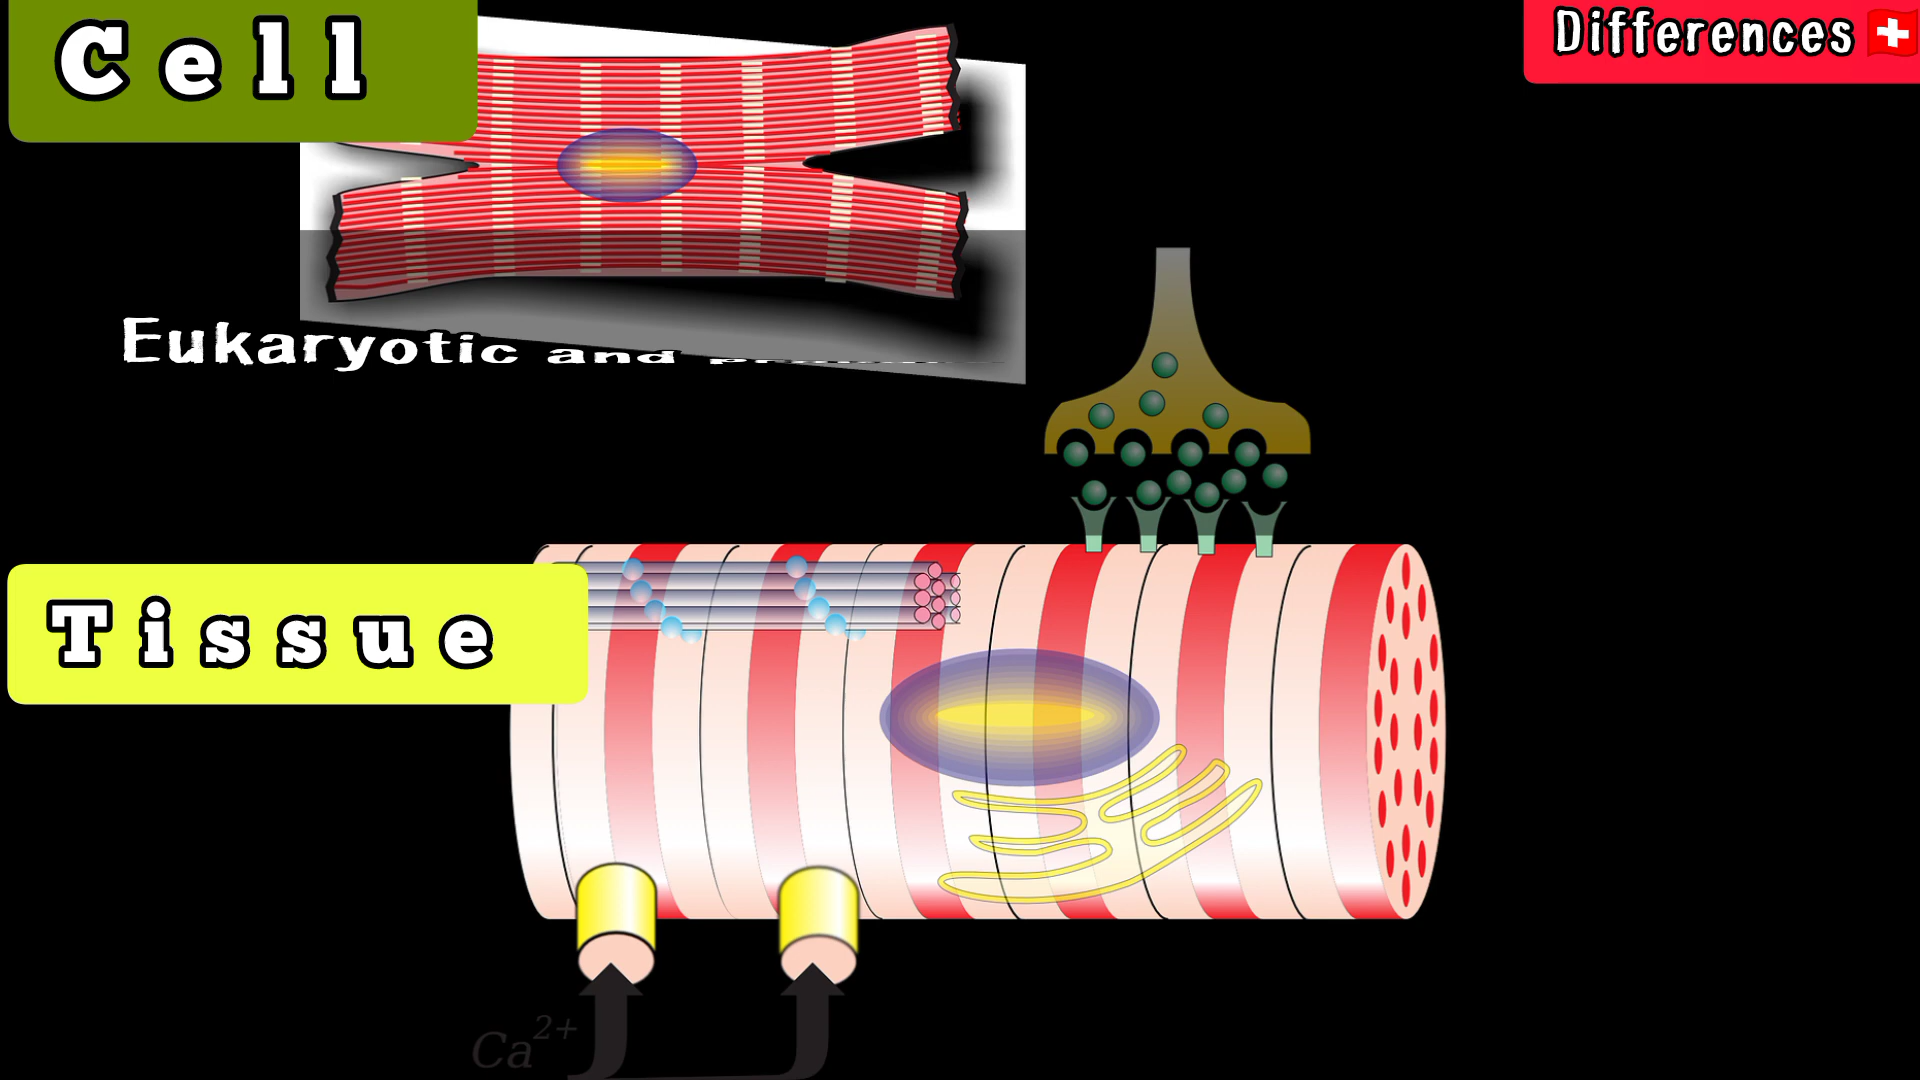 Cell
Differences
Eukaryotic and
Tissue
Ca2+